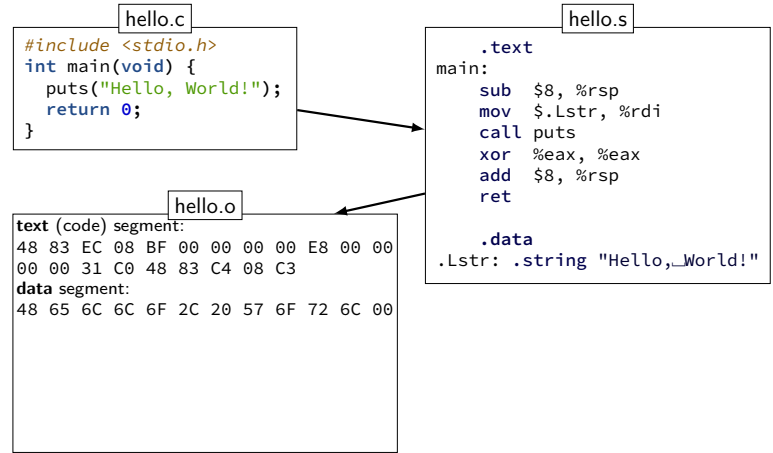 hello.c
#include <stdio.h>
int main(void) {
  puts("Hello, World!");
  return 0;
}
hello.s
    .text
main:
    sub  $8, %rsp
    mov  $.Lstr, %rdi
    call puts
    xor  %eax, %eax
    add  $8, %rsp
    ret
    .data
.Lstr: .string "Hello,␣World!"
hello.o
text (code) segment:
48 83 EC 08 BF 00 00 00 00 E8 00 00
00 00 31 C0 48 83 C4 08 C3
data segment:
48 65 6C 6C 6F 2C 20 57 6F 72 6C 00